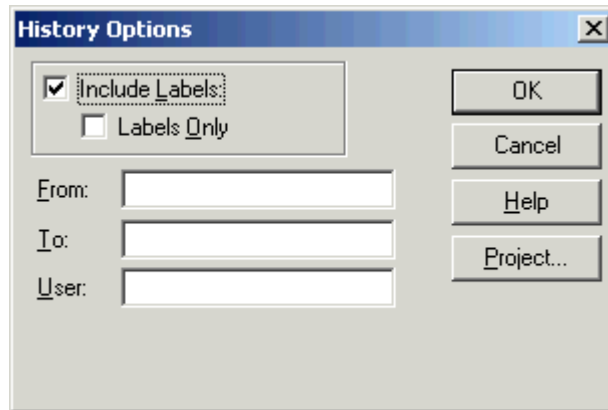 History Options
Include Labels:
Labels Only
From:
To:
User:
OK
Cancel
Help
Project...